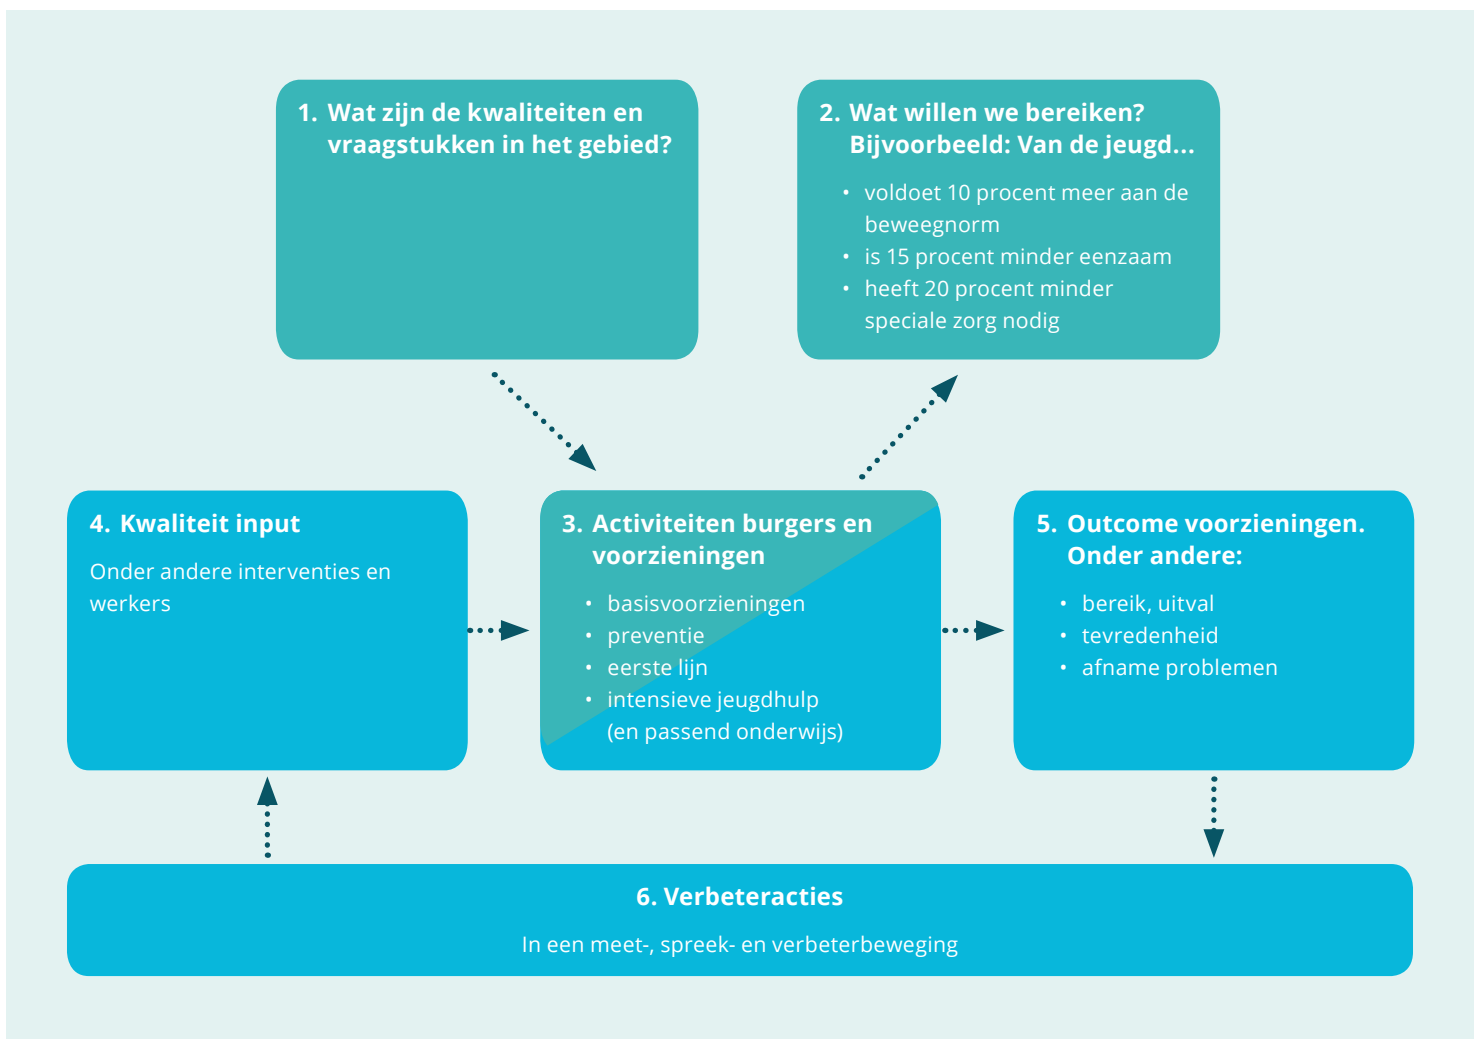 1. Wat zijn de kwaliteiten en
vraagstukken in het gebied?
2. Wat willen we bereiken?
Bijvoorbeeld: Van de jeugd...
• voldoet 10 procent meer aan de
beweegnorm
• is 15 procent minder eenzaam
• heeft 20 procent minder
speciale zorg nodig
4. Kwaliteit input
Onder andere interventies en
werkers
3. Activiteiten burgers en
voorzieningen
• basisvoorzieningen
• preventie
• eerste lijn
• intensieve jeugdhulp
(en passend onderwijs)
5. Outcome voorzieningen.
Onder andere:
• bereik, uitval
• tevredenheid
• afname problemen
6. Verbeteracties
In een meet-, spreek- en verbeterbeweging